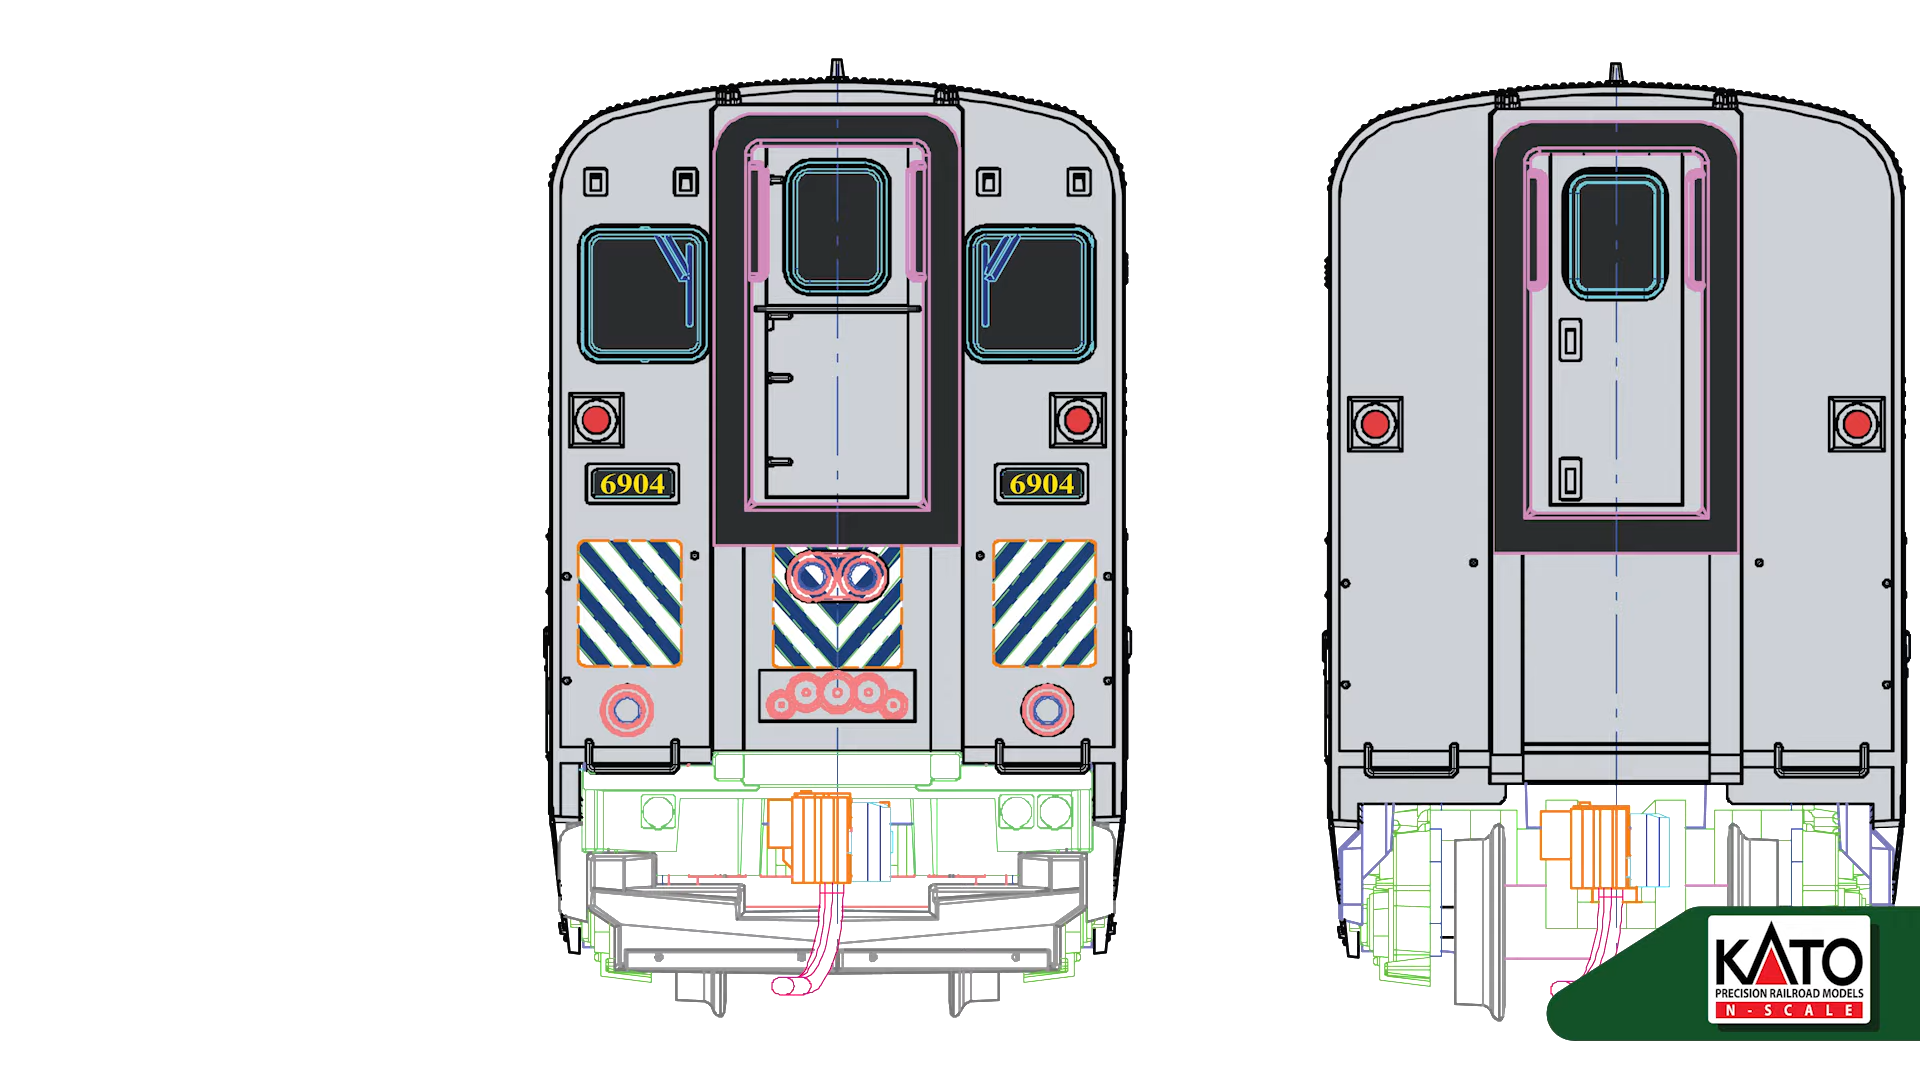 6904 6904
KATO
PRECISION RAILROAD MODELS
N-SCALE